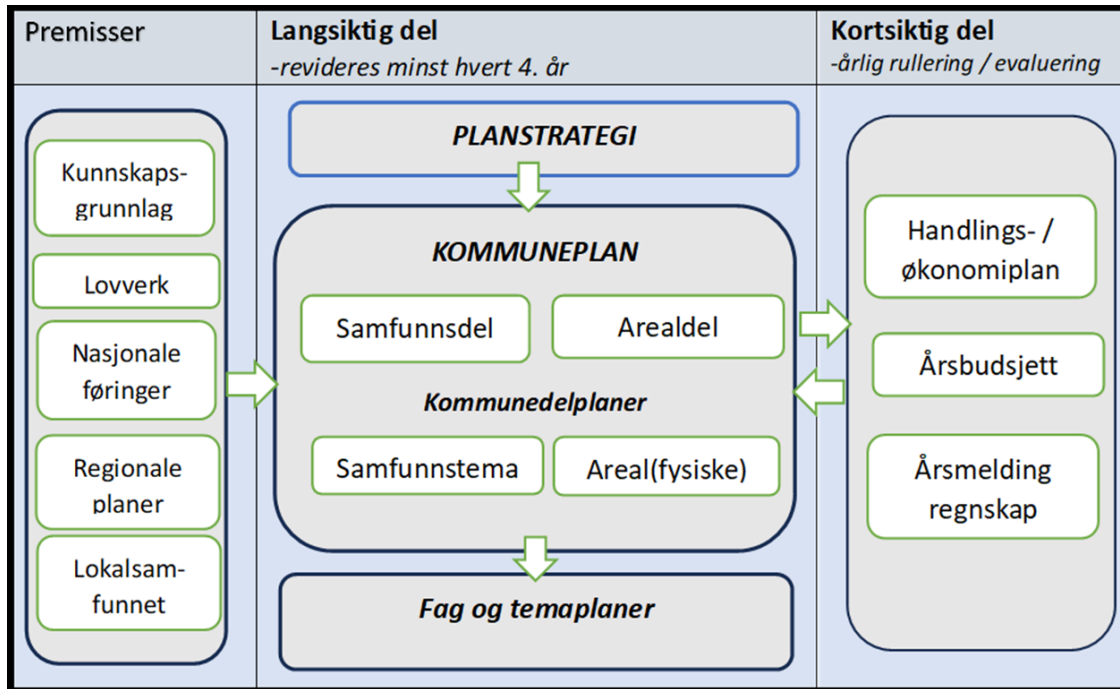 Premisser
Kunnskaps-
grunnlag
Lovverk
Nasjonale
føringer
Regionale
planer
Lokalsam-
funnet
Langsiktig del
-revideres minst hvert 4. år
PLANSTRATEGI
KOMMUNEPLAN
Samfunnsdel
Arealdel
Kommunedelplaner
Samfunnstema
Areal(fysiske)
Fag og temaplaner
Kortsiktig del
-årlig rullering / evaluering
Handlings- /
økonomiplan
Årsbudsjett
Årsmelding
regnskap